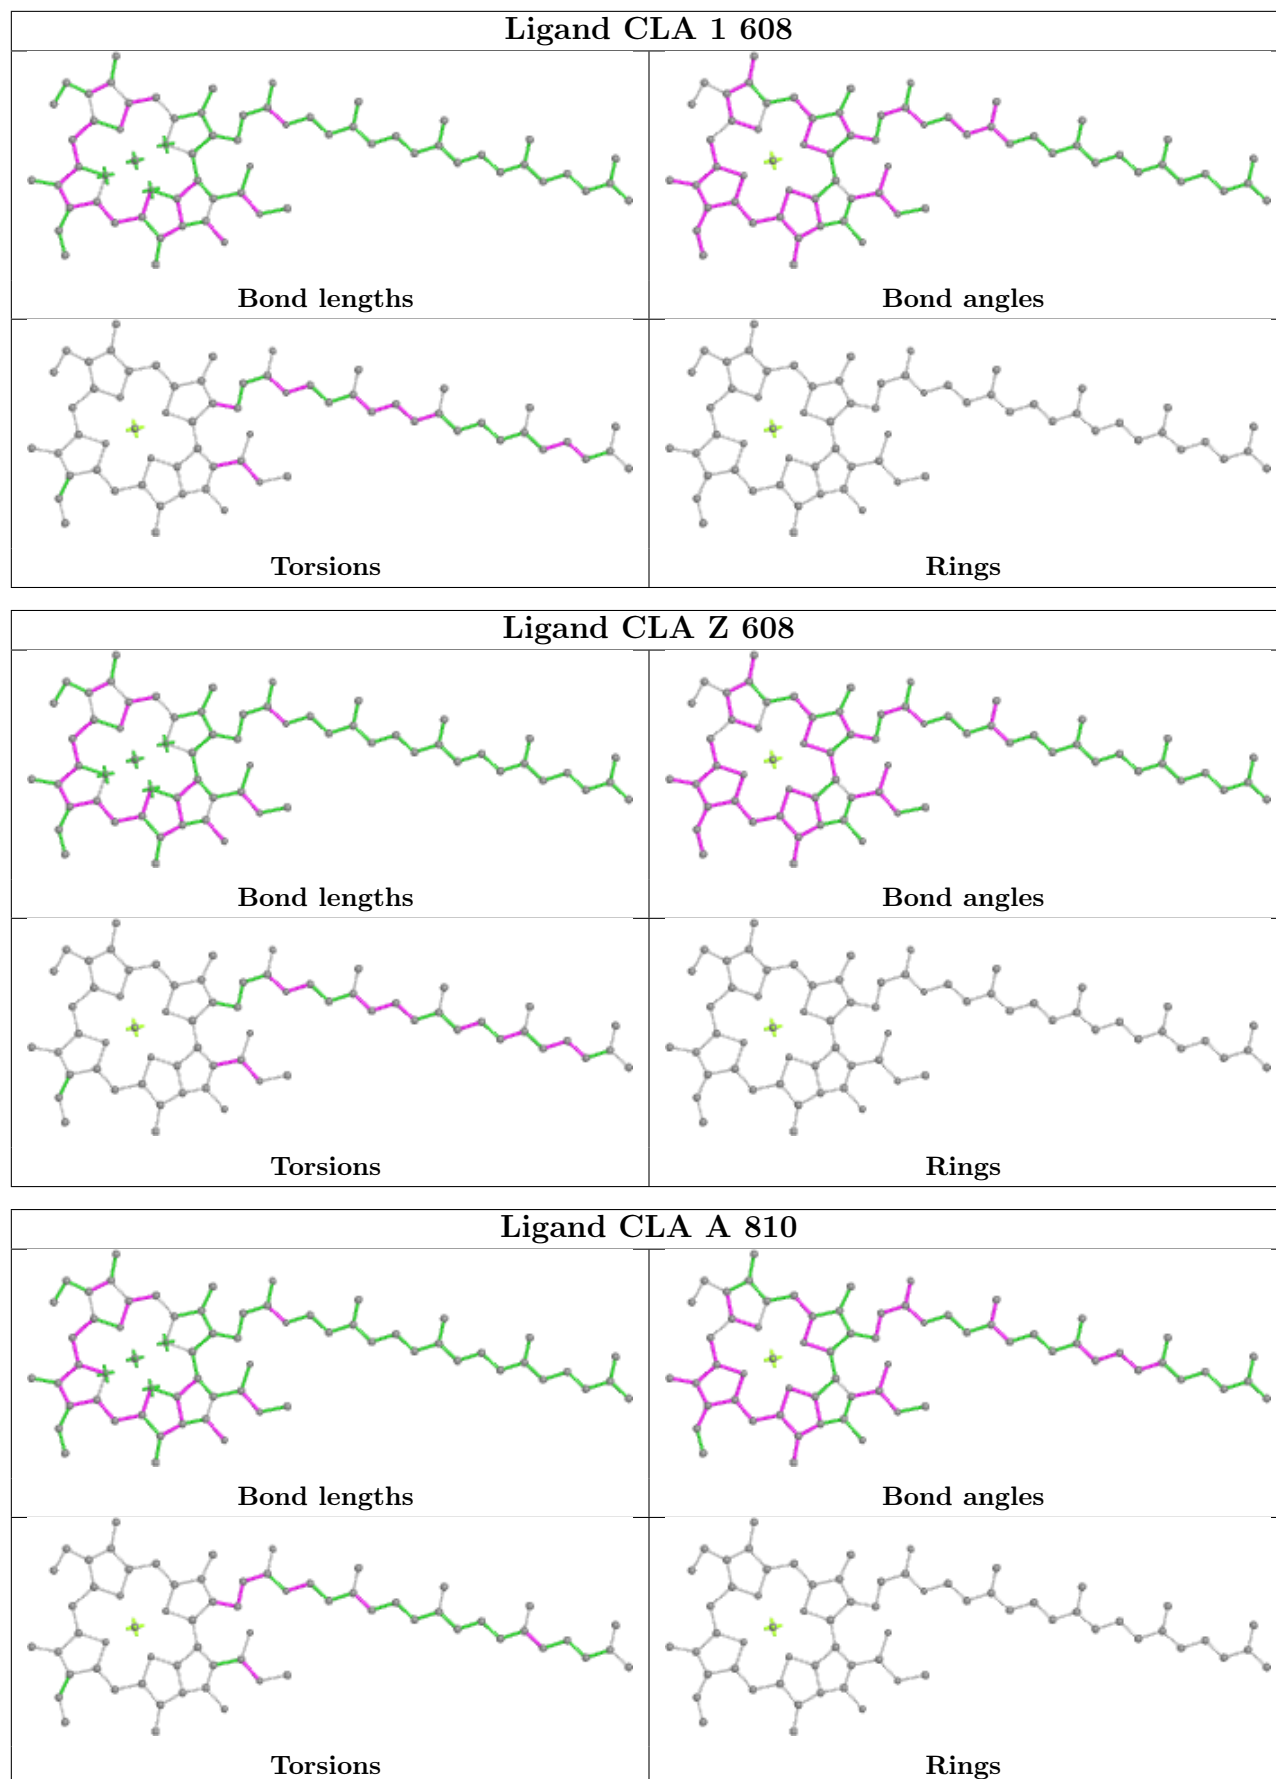 Ligand CLA 1 608
Bond lengths
Bond angles
Torsions
Rings
Ligand CLA Z 608
Bond lengths
Bond angles
Torsions
Rings
Ligand CLA A 810
Bond lengths
Bond angles
Torsions
Rings